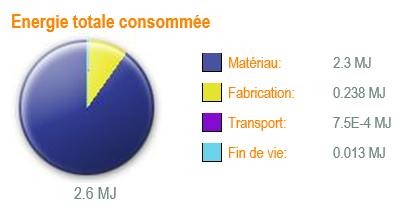 Energie totale consommée
Matériau: 2.3 MJ
Fabrication: 0.238 MJ
Transport: 7.5E-4 MJ
Fin de vie: 0.013 MJ
2.6 MJ